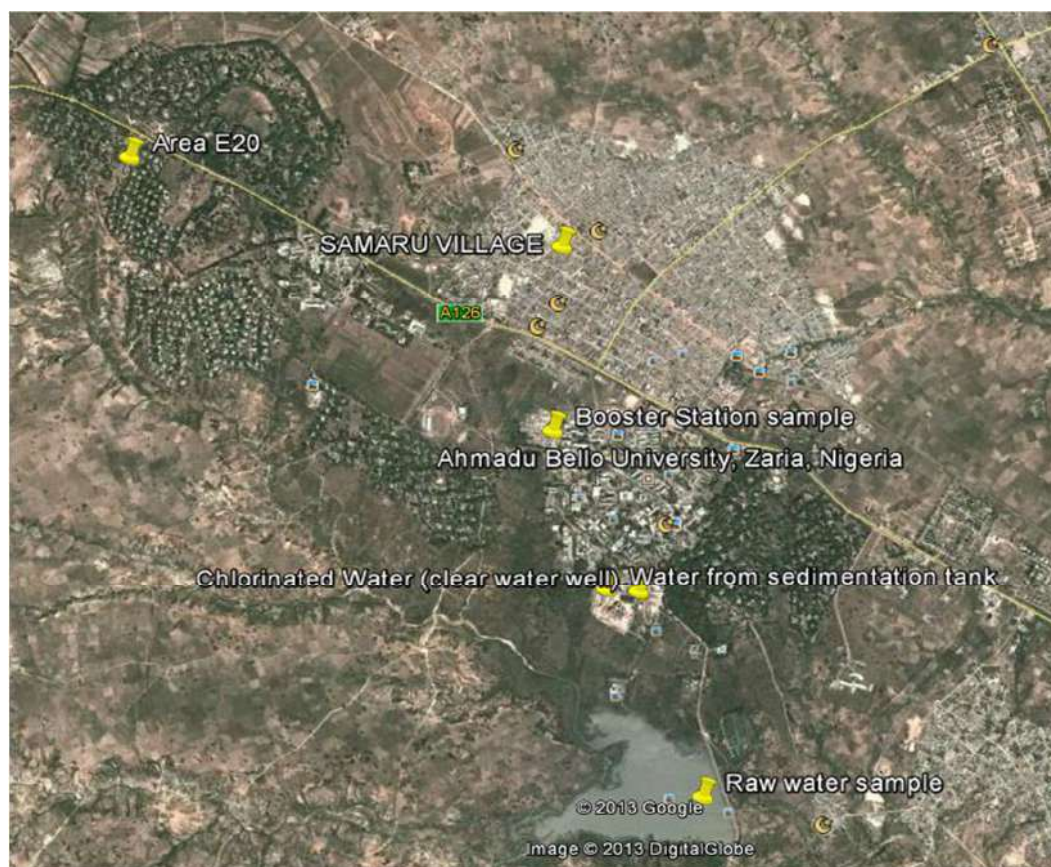 Area E20
SAMARU VILLAGE
A126
Booster Station sample
Ahmadu Bello University, Zaria, Nigeria
Chlorinated Water (clear water well)
Water from sedimentation tank
Raw water sample
© 2013 Google
Image © 2013 DigitalGlobe